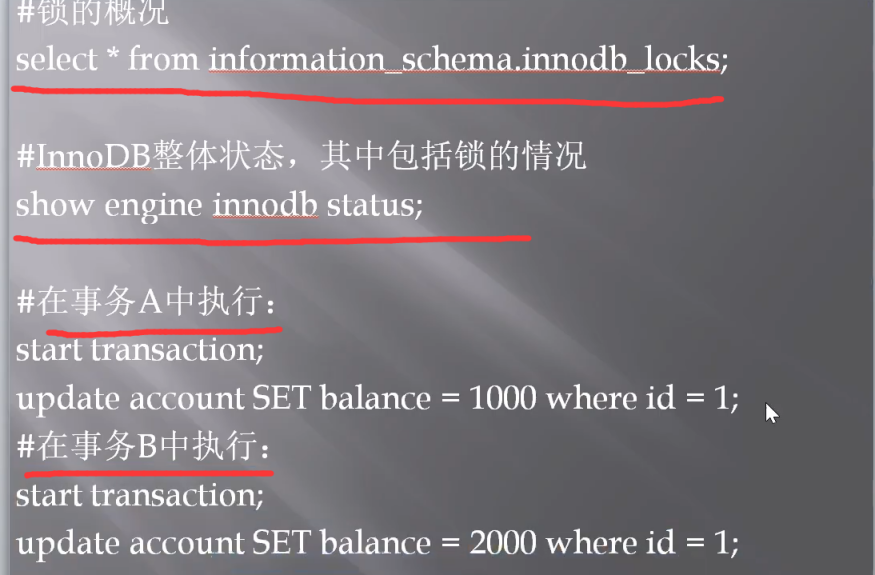 #锁的概况
select * from information_schema.innodb_locks;
#InnoDB整体状态，其中包括锁的情况
show engine innodb status;
#在事务A中执行：
start transaction;
update account SET balance = 1000 where id = 1;
#在事务B中执行：
start transaction;
update account SET balance = 2000 where id = 1;